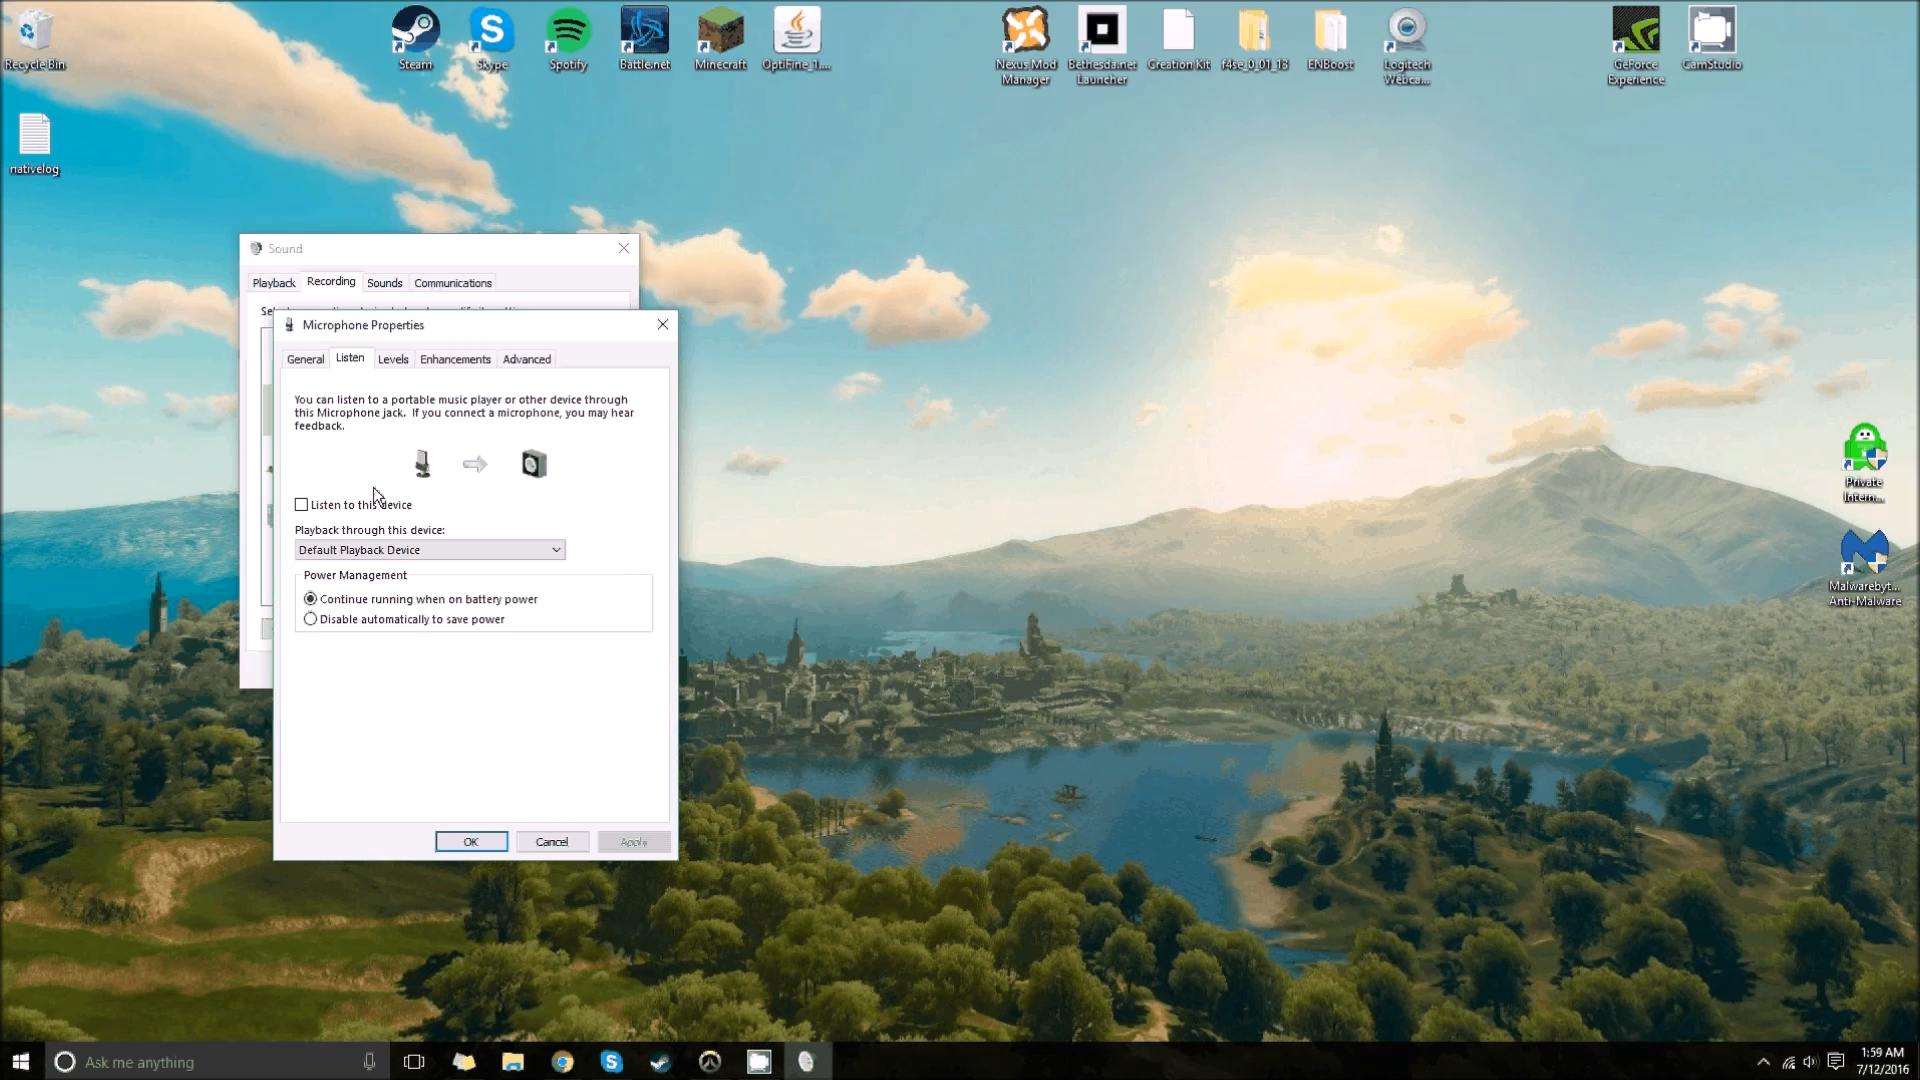 Recycle Bin
Steam
Skype
Spotify
Battle.net
Minecraft
OptiFine_1....
Nexus Mod
Manager
Bethesda.net
Launcher
Creation Kit
f4se_0_01_13
ENBoost
Logitech
Webca...
GeForce
Experience
CamStudio
nativelog
Private
Intern...
Malwarebyt...
Anti-Malware
Sound
Playback
Recording
Sounds
Communications
Microphone Properties
General
Listen
Levels
Enhancements
Advanced
You can listen to a portable music player or other device through
this Microphone jack. If you connect a microphone, you may hear
feedback.
Listen to this device
Playback through this device:
Default Playback Device
Power Management
Continue running when on battery power
Disable automatically to save power
OK
Cancel
Apply
Ask me anything
1:59 AM
7/12/2016